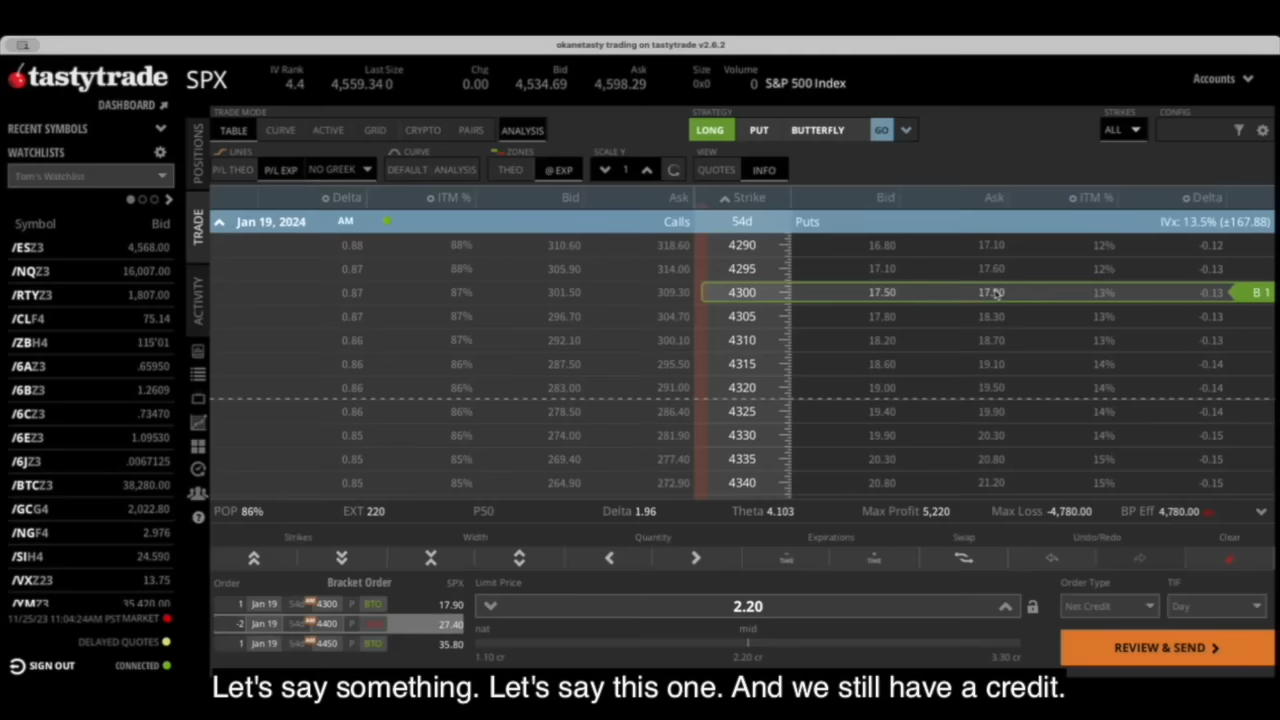 okanetasty trading on tastytrade v2.6.2
tastytrade SPX IV Rank 4.4 Last Size 4,559.34 0 Chg 0.00 Bid 4,534.69 Ask 4,598.29 Size 0x0 Volume 0 S&P 500 Index Accounts
DASHBOARD
RECENT SYMBOLS
WATCHLISTS
Tom's Watchlist
Symbol Bid
/ESZ3 4,568.00
/NQZ3 16,007.00
/RTYZ3 1,807.00
/CLF4 75.14
/ZBH4 115'01
/6AZ3 .65950
/6BZ3 1.2609
/6CZ3 .73470
/6EZ3 1.09530
/6JZ3 .0067125
/BTCZ3 38,280.00
/GCG4 2,022.80
/NGF4 2.976
/SIH4 24.590
/VXZ23 13.75
/YMZ3 35,420.00
11/25/23 11:04:24AM PST MARKET
DELAYED QUOTES
SIGN OUT CONNECTED
POSITIONS
TRADE
ACTIVITY
TRADE MODE STRATEGY STRIKES CONFIG
TABLE CURVE ACTIVE GRID CRYPTO PAIRS ANALYSIS LONG PUT BUTTERFLY GO ALL
LINES CURVE ZONES SCALE Y VIEW
P/L THEO P/L EXP NO GREEK DEFAULT ANALYSIS THEO @ EXP 1 QUOTES INFO
Delta ITM % Bid Ask Strike Bid Ask ITM % Delta
Jan 19, 2024 AM Calls 54d Puts IVx: 13.5% (±167.88)
0.88 88% 310.60 318.60 4290 16.80 17.10 12% -0.12
0.87 88% 305.90 314.00 4295 17.10 17.60 12% -0.13
0.87 87% 301.50 309.30 4300 17.50 13% -0.13 B 1
0.87 87% 296.70 304.70 4305 17.80 18.30 13% -0.13
0.86 87% 292.10 300.10 4310 18.20 18.70 13% -0.13
0.86 86% 287.50 295.50 4315 18.60 19.10 14% -0.14
0.86 86% 283.00 291.00 4320 19.00 19.50 14% -0.14
0.86 86% 278.50 286.40 4325 19.40 19.90 14% -0.14
0.85 86% 274.00 281.90 4330 19.90 20.30 14% -0.15
0.85 85% 269.40 277.40 4335 20.30 20.80 15% -0.15
0.85 85% 264.90 272.90 4340 20.80 21.20 15% -0.15
POP 86% EXT 220 P50 Delta 1.96 Theta 4.103 Max Profit 5,220 Max Loss -4,780.00 BP Eff 4,780.00
Strikes Width Quantity Expirations Swap Undo/Redo Clear
Order Bracket Order SPX Limit Price Order Type TIF
1 Jan 19 54d AM 4300 P BTO 17.90
-2 Jan 19 54d AM 4400 P 27.40
1 Jan 19 54d AM 4450 P BTO 35.80
2.20
nat mid
1.10 cr 2.20 cr 3.30 cr
Net Credit Day
REVIEW & SEND
Let's say something. Let's say this one. And we still have a credit.